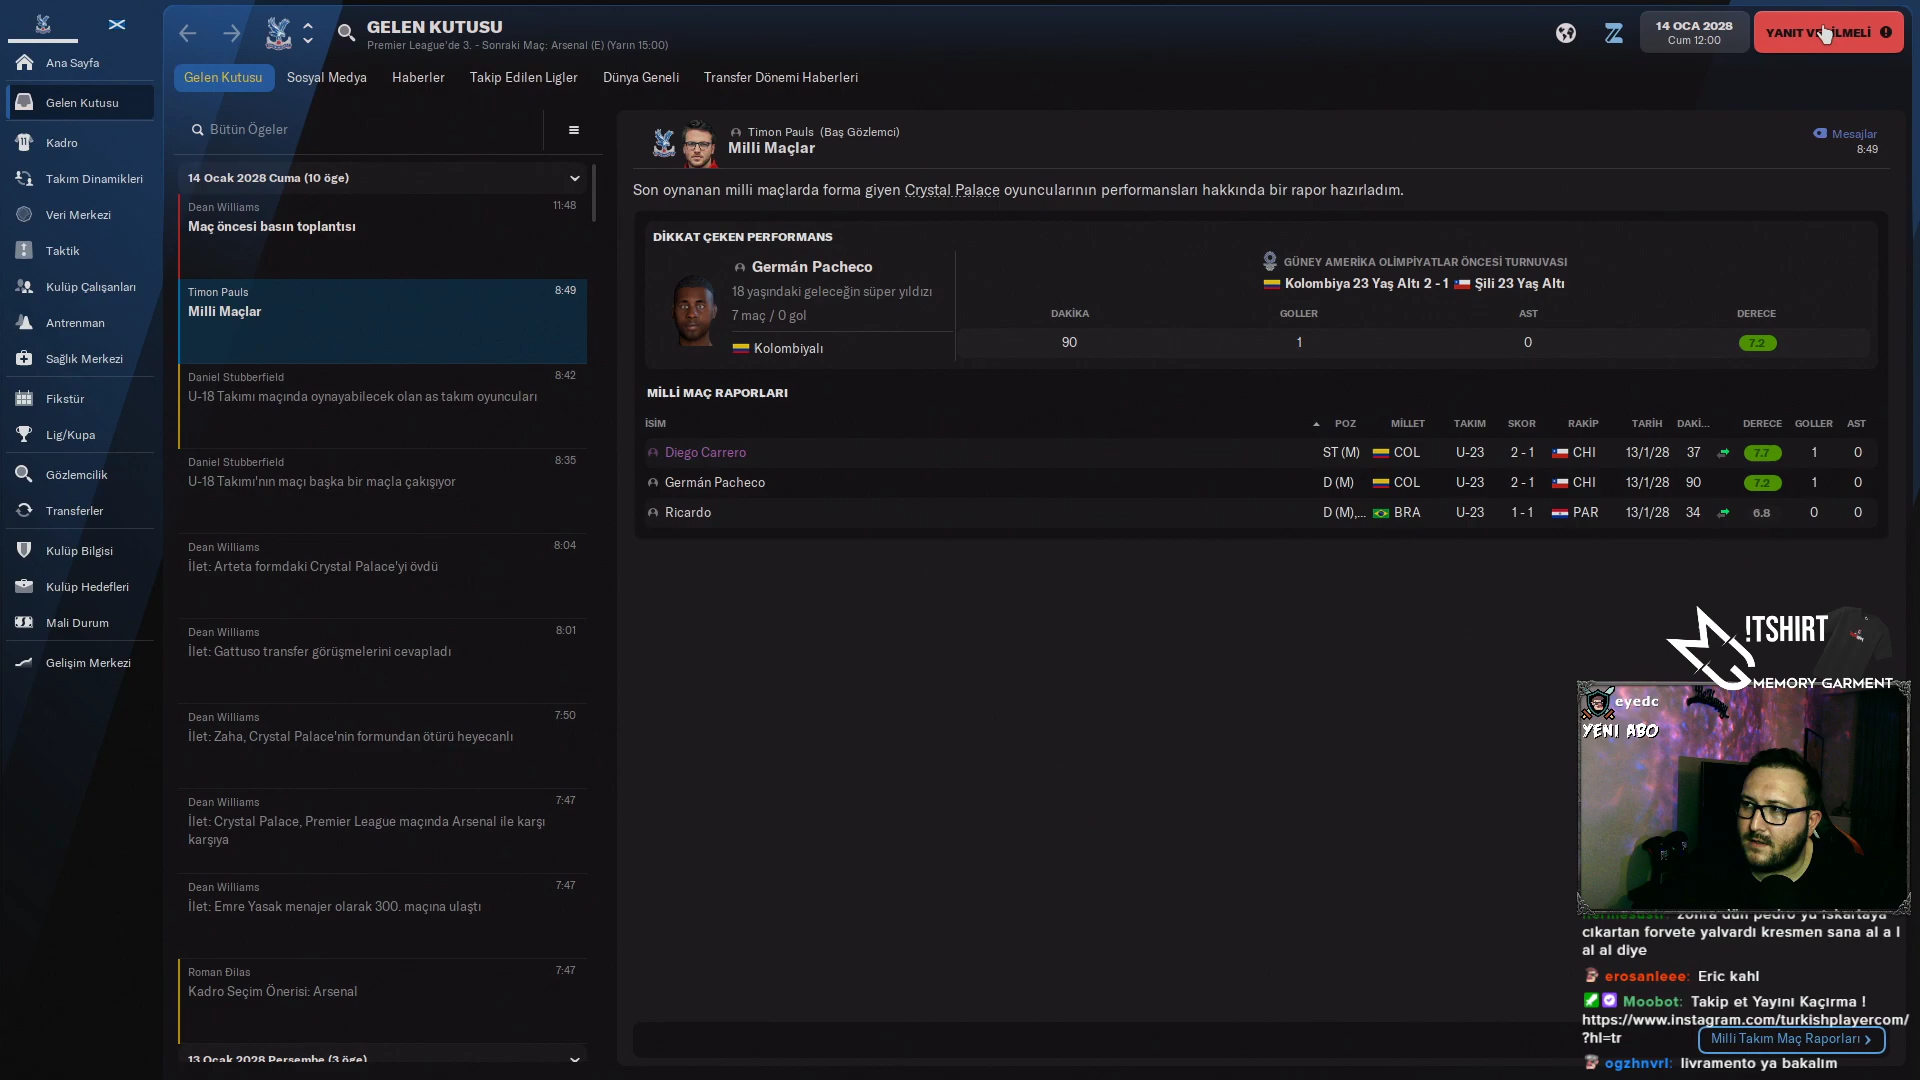 GELEN KUTUSU
Premier League'de 3. - Sonraki Maç: Arsenal (E) (Yarın 15:00)
14 OCA 2028
Cum 12:00
Gelen Kutusu
Sosyal Medya
Haberler
Takip Edilen Ligler
Dünya Geneli
Transfer Dönemi Haberleri
Ana Sayfa
Gelen Kutusu
Kadro
Takım Dinamikleri
Veri Merkezi
Taktik
Kulüp Çalışanları
Antrenman
Sağlık Merkezi
Fikstür
Lig/Kupa
Gözlemcilik
Transferler
Kulüp Bilgisi
Kulüp Hedefleri
Mali Durum
Gelişim Merkezi
Bütün Ögeler
14 Ocak 2028 Cuma (10 öge)
Dean Williams 11:48
Maç öncesi basın toplantısı
Timon Pauls 8:49
Milli Maçlar
Daniel Stubberfield 8:42
U-18 Takımı maçında oynayabilecek olan as takım oyuncuları
Daniel Stubberfield 8:35
U-18 Takımı'nın maçı başka bir maçla çakışıyor
Dean Williams 8:04
İlet: Arteta formdaki Crystal Palace'yi övdü
Dean Williams 8:01
İlet: Gattuso transfer görüşmelerini cevapladı
Dean Williams 7:50
İlet: Zaha, Crystal Palace'nin formundan ötürü heyecanlı
Dean Williams 7:47
İlet: Crystal Palace, Premier League maçında Arsenal ile karşı
karşıya
Dean Williams 7:47
İlet: Emre Yasak menajer olarak 300. maçına ulaştı
Roman Đilas 7:47
Kadro Seçim Önerisi: Arsenal
13 Ocak 2028 Perşembe (3 öge)
Timon Pauls (Baş Gözlemci)
Milli Maçlar
Mesajlar
8:49
Son oynanan milli maçlarda forma giyen Crystal Palace oyuncularının performansları hakkında bir rapor hazırladım.
DİKKAT ÇEKEN PERFORMANS
Germán Pacheco
18 yaşındaki geleceğin süper yıldızı
7 maç / 0 gol
Kolombiyalı
GÜNEY AMERİKA OLİMPİYATLAR ÖNCESİ TURNUVASI
Kolombiya 23 Yaş Altı 2 - 1 Şili 23 Yaş Altı
DAKİKA GOLLER AST DERECE
90 1 0 7.2
MİLLİ MAÇ RAPORLARI
İSİM POZ MİLLET TAKIM SKOR RAKİP TARİH DAKİ... DERECE GOLLER AST
Diego Carrero ST (M) COL U-23 2 - 1 CHI 13/1/28 37 7.7 1 0
Germán Pacheco D (M) COL U-23 2 - 1 CHI 13/1/28 90 7.2 1 0
Ricardo D (M),... BRA U-23 1 - 1 PAR 13/1/28 34 6.8 0 0
!TSHIRT
MEMORY GARMENT
eyedc
YENI ABO
zonra dün pedro yu ıskartaya
cıkartan forvete yalvardı kresmen sana al a l
al al diye
erosanleee: Eric kahl
Moobot: Takip et Yayını Kaçırma !
https://www.instagram.com/turkishplayercom/
?hl=tr
Milli Takım Maç Raporları
ogzhnvrl: livramento ya bakalım